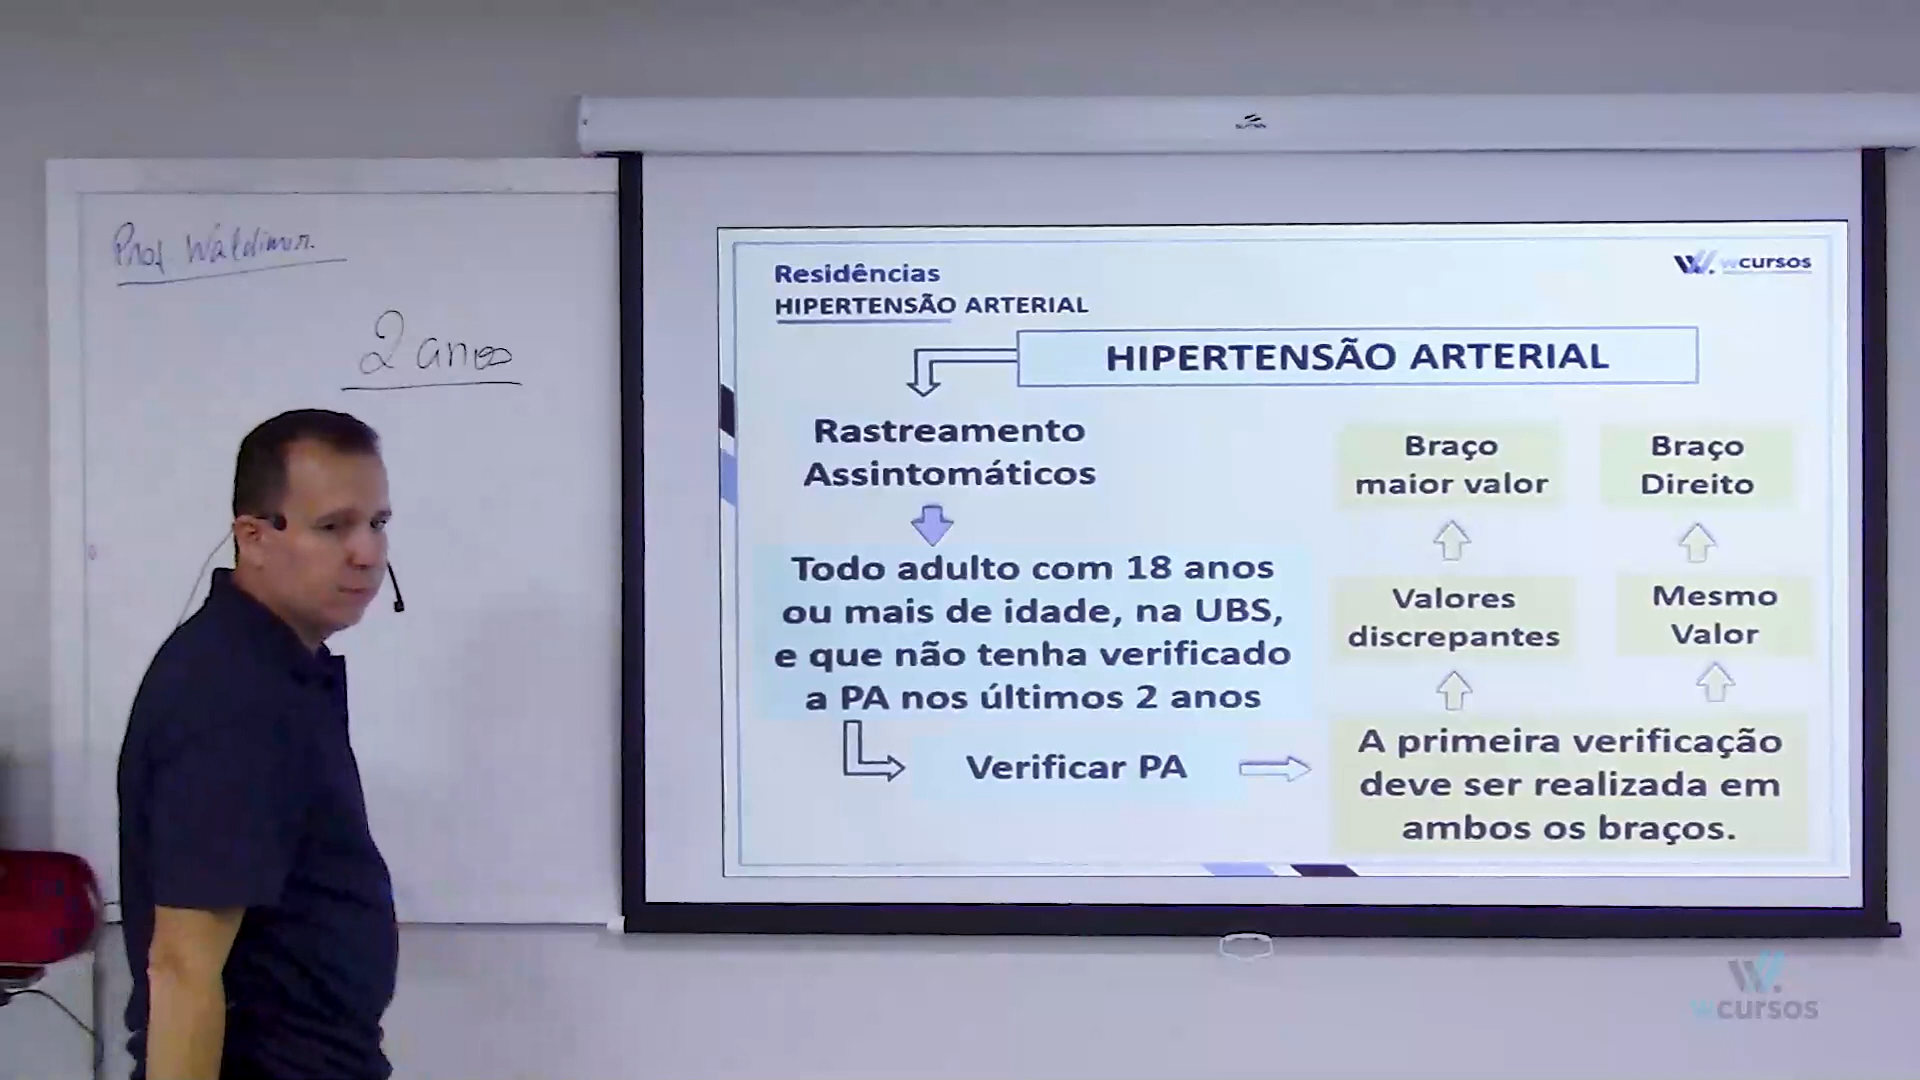 Prof Waldimir.
2 anos
Residências
HIPERTENSÃO ARTERIAL
W. wcursos
HIPERTENSÃO ARTERIAL
Rastreamento
Assintomáticos
Todo adulto com 18 anos
ou mais de idade, na UBS,
e que não tenha verificado
a PA nos últimos 2 anos
Verificar PA
A primeira verificação
deve ser realizada em
ambos os braços.
Valores
discrepantes
Braço
maior valor
Mesmo
Valor
Braço
Direito
W. wcursos